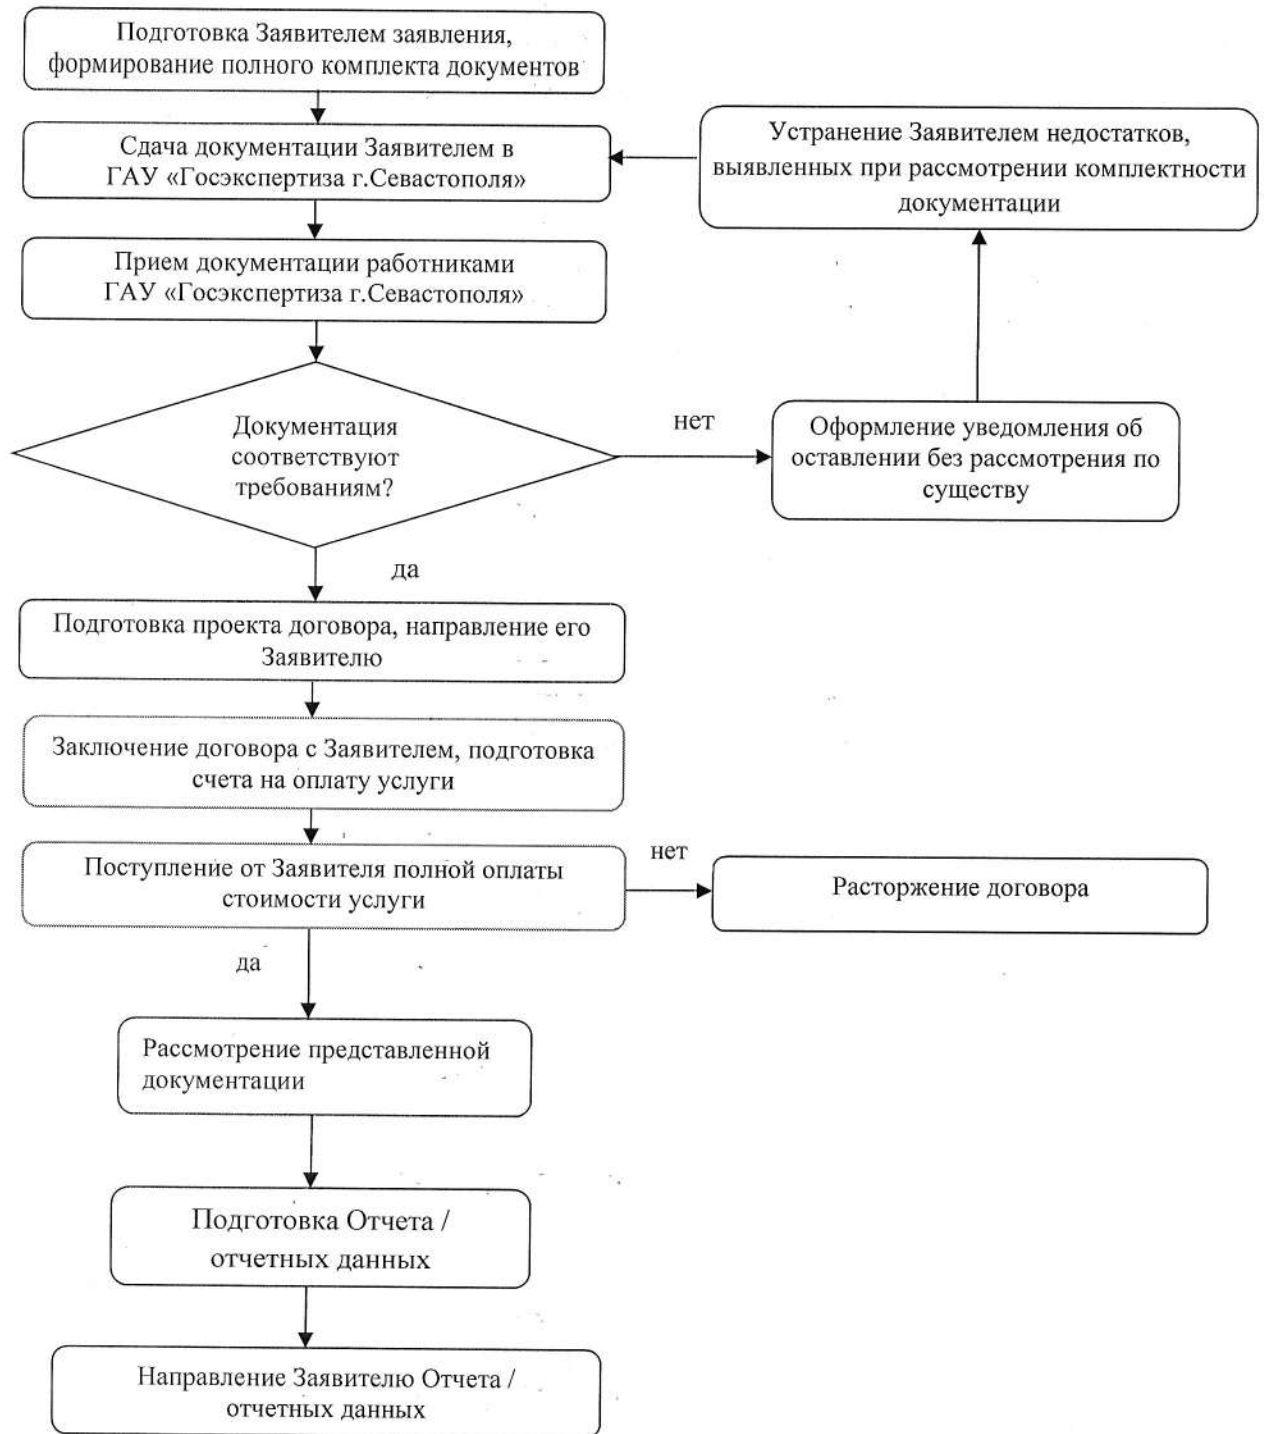 Подготовка Заявителем заявления,
формирование полного комплекта документов
Сдача документации Заявителем в
ГАУ «Госэкспертиза г.Севастополя»
Устранение Заявителем недостатков,
выявленных при рассмотрении комплектности
документации
Прием документации работниками
ГАУ «Госэкспертиза г.Севастополя»
Документация
соответствуют
требованиям?
нет
Оформление уведомления об
оставлении без рассмотрения по
существу
да
Подготовка проекта договора, направление его
Заявителю
Заключение договора с Заявителем, подготовка
счета на оплату услуги
Поступление от Заявителя полной оплаты
стоимости услуги
нет
Расторжение договора
да
Рассмотрение представленной
документации
Подготовка Отчета /
отчетных данных
Направление Заявителю Отчета /
отчетных данных